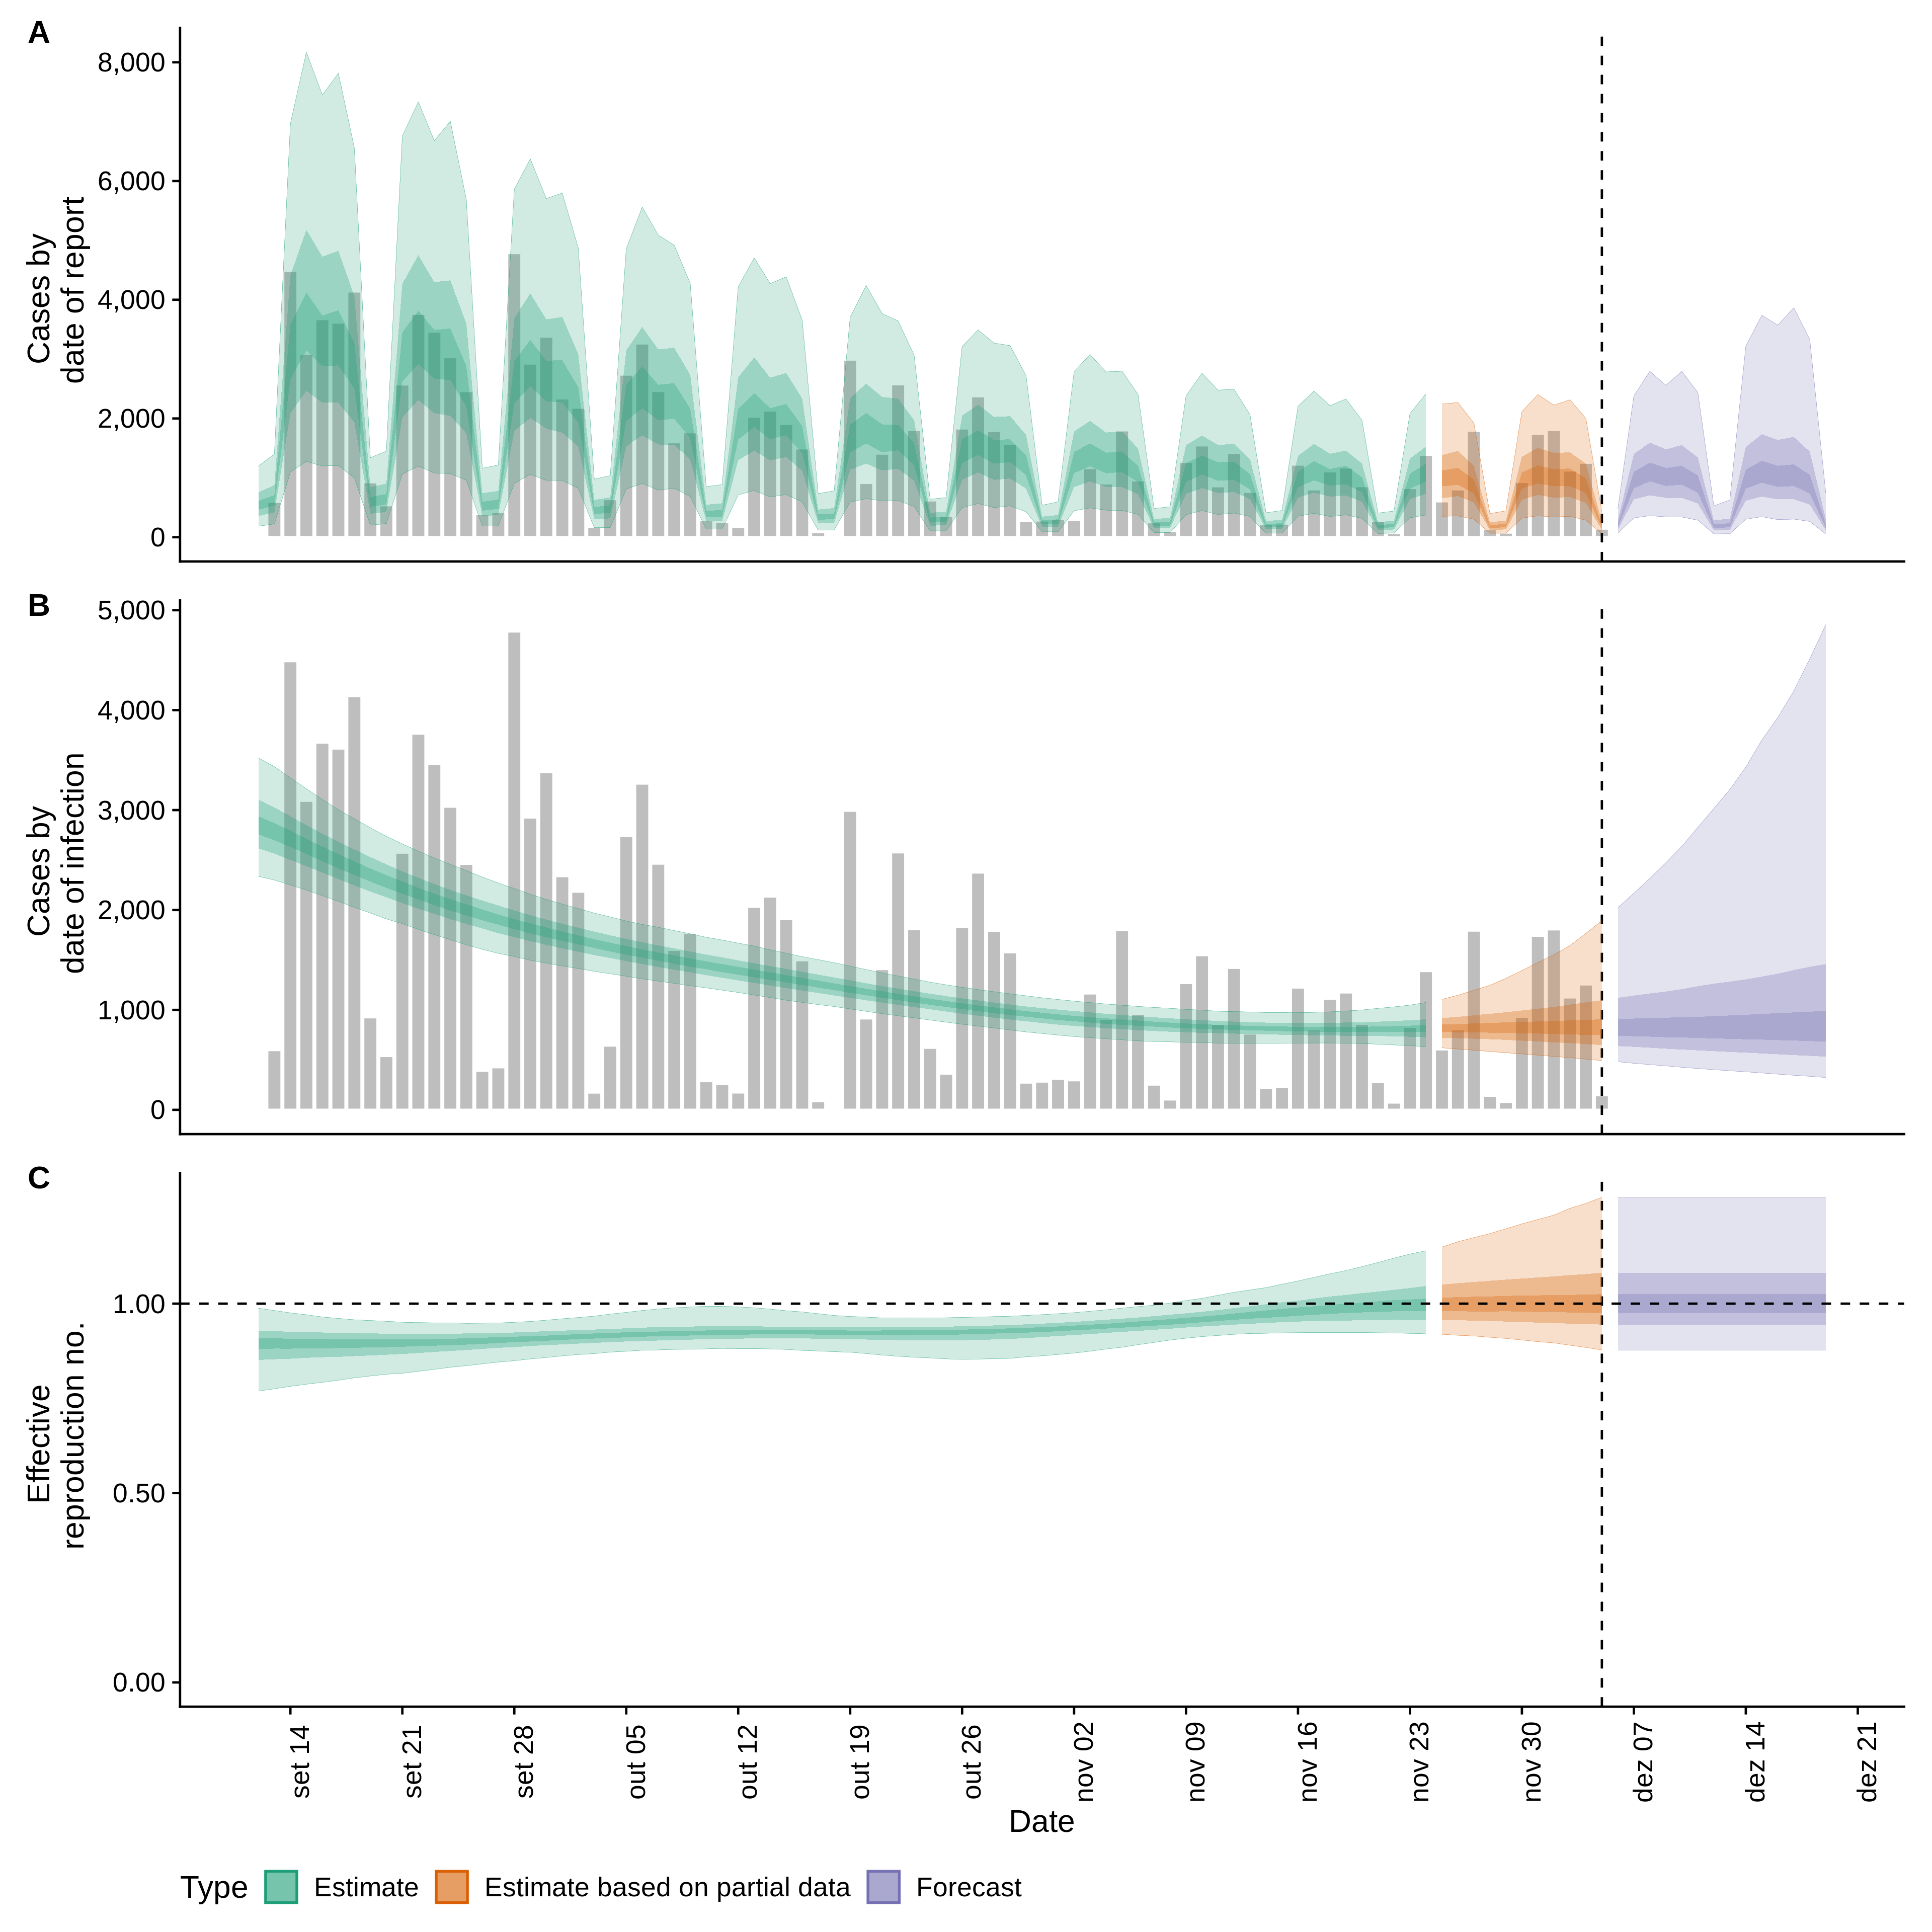 A
8,000
6,000
4,000
2,000
0
Cases by
date of report
B
5,000
4,000
3,000
2,000
1,000
0
Cases by
date of infection
C
1.00
0.50
0.00
Effective
reproduction no.
set 14
set 21
set 28
out 05
out 12
out 19
out 26
nov 02
nov 09
nov 16
nov 23
nov 30
dez 07
dez 14
dez 21
Date
Type Estimate Estimate based on partial data Forecast